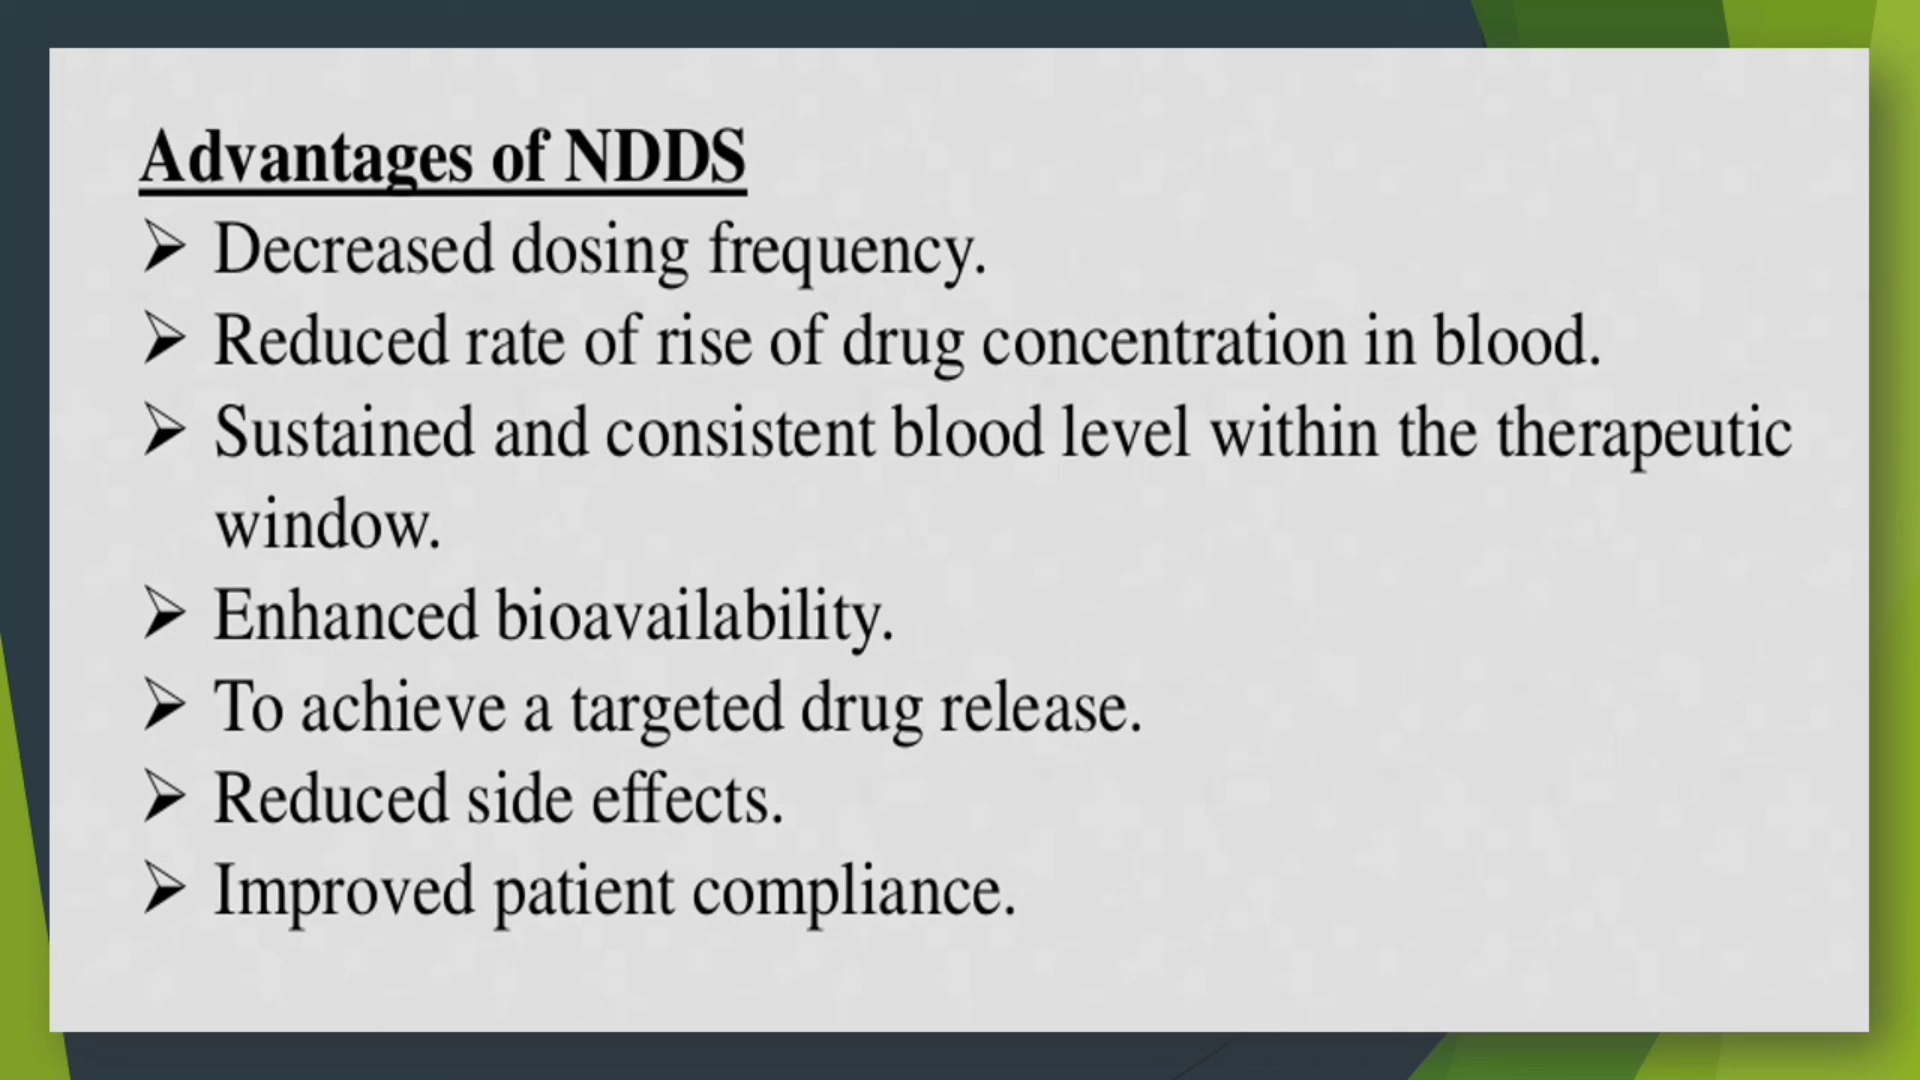 Advantages of NDDS
➢ Decreased dosing frequency.
➢ Reduced rate of rise of drug concentration in blood.
➢ Sustained and consistent blood level within the therapeutic
window.
➢ Enhanced bioavailability.
➢ To achieve a targeted drug release.
➢ Reduced side effects.
➢ Improved patient compliance.